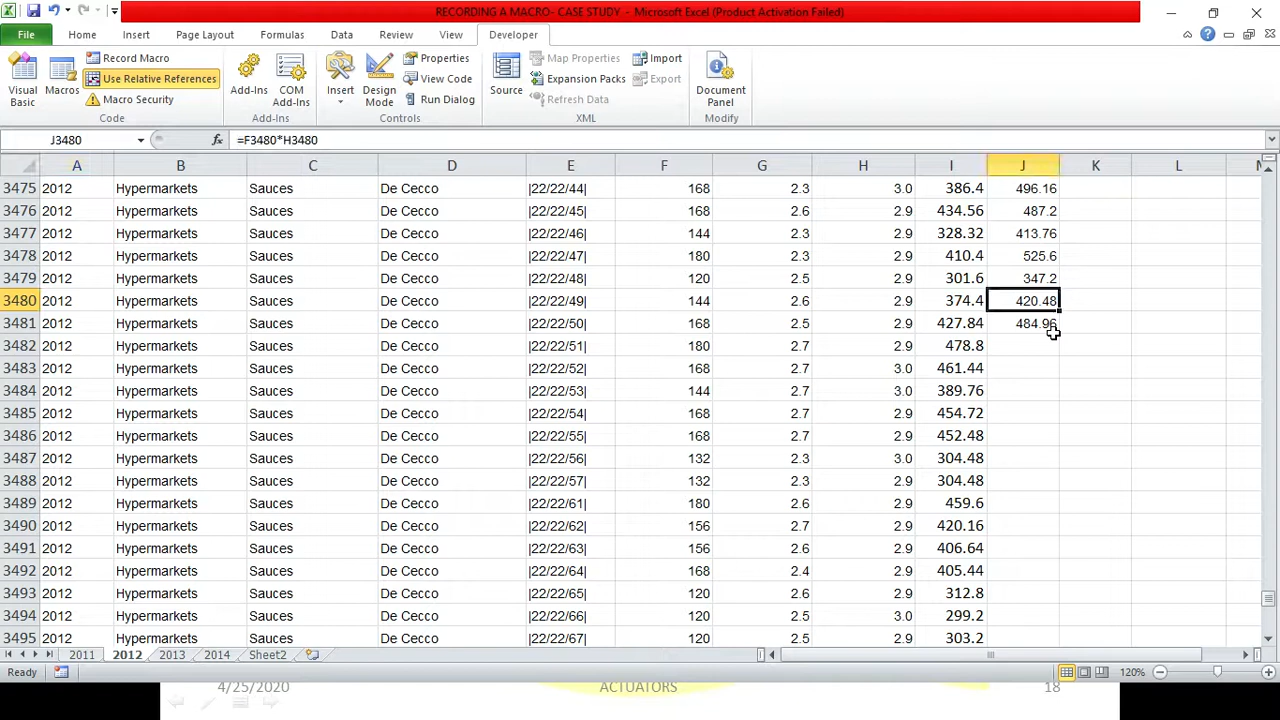 RECORDING A MACRO- CASE STUDY - Microsoft Excel (Product Activation Failed)
File Home Insert Page Layout Formulas Data Review View Developer
Visual Basic
Macros
Record Macro
Use Relative References
Macro Security
Code
Add-Ins
COM Add-Ins
Add-Ins
Insert
Design Mode
Properties
View Code
Run Dialog
Controls
Source
Map Properties
Expansion Packs
Refresh Data
Import
Export
XML
Document Panel
Modify
J3480 fx =F3480*H3480
A B C D E F G H I J K L
3475 2012 Hypermarkets Sauces De Cecco |22/22/44| 168 2.3 3.0 386.4 496.16
3476 2012 Hypermarkets Sauces De Cecco |22/22/45| 168 2.6 2.9 434.56 487.2
3477 2012 Hypermarkets Sauces De Cecco |22/22/46| 144 2.3 2.9 328.32 413.76
3478 2012 Hypermarkets Sauces De Cecco |22/22/47| 180 2.3 2.9 410.4 525.6
3479 2012 Hypermarkets Sauces De Cecco |22/22/48| 120 2.5 2.9 301.6 347.2
3480 2012 Hypermarkets Sauces De Cecco |22/22/49| 144 2.6 2.9 374.4 420.48
3481 2012 Hypermarkets Sauces De Cecco |22/22/50| 168 2.5 2.9 427.84 484.96
3482 2012 Hypermarkets Sauces De Cecco |22/22/51| 180 2.7 2.9 478.8
3483 2012 Hypermarkets Sauces De Cecco |22/22/52| 168 2.7 3.0 461.44
3484 2012 Hypermarkets Sauces De Cecco |22/22/53| 144 2.7 2.9 389.76
3485 2012 Hypermarkets Sauces De Cecco |22/22/54| 168 2.7 2.9 454.72
3486 2012 Hypermarkets Sauces De Cecco |22/22/55| 168 2.7 2.9 452.48
3487 2012 Hypermarkets Sauces De Cecco |22/22/56| 132 2.3 2.9 304.48
3488 2012 Hypermarkets Sauces De Cecco |22/22/57| 132 2.3 2.9 304.48
3489 2012 Hypermarkets Sauces De Cecco |22/22/61| 180 2.6 2.9 459.6
3490 2012 Hypermarkets Sauces De Cecco |22/22/62| 156 2.7 2.9 420.16
3491 2012 Hypermarkets Sauces De Cecco |22/22/63| 156 2.6 2.9 406.64
3492 2012 Hypermarkets Sauces De Cecco |22/22/64| 168 2.4 2.9 405.44
3493 2012 Hypermarkets Sauces De Cecco |22/22/65| 120 2.6 2.9 312.8
3494 2012 Hypermarkets Sauces De Cecco |22/22/66| 120 2.5 3.0 299.2
3495 2012 Hypermarkets Sauces De Cecco |22/22/67| 120 2.5 2.9 303.2
2011 2012 2013 2014 Sheet2
Ready 120%
4/25/2020 ACTUATORS 18